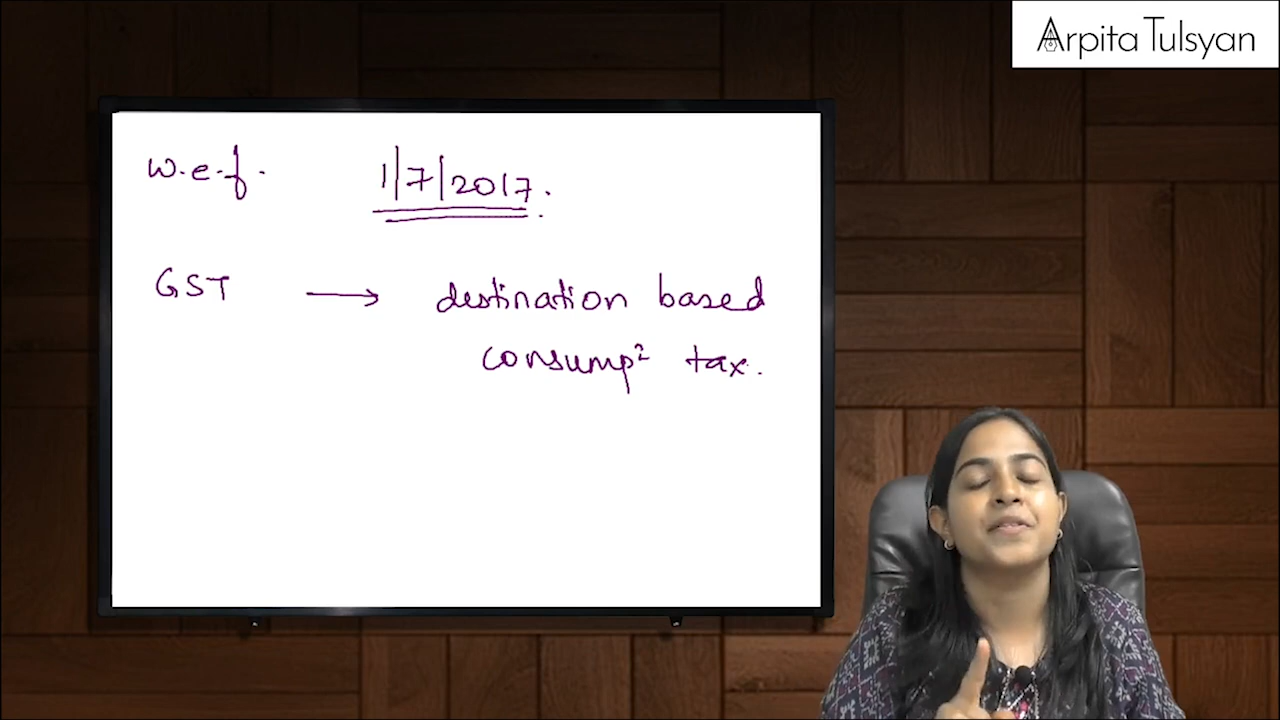 Arpita Tulsyan
w.e.f. 1/7/2017.
GST → destination based
consump² tax.